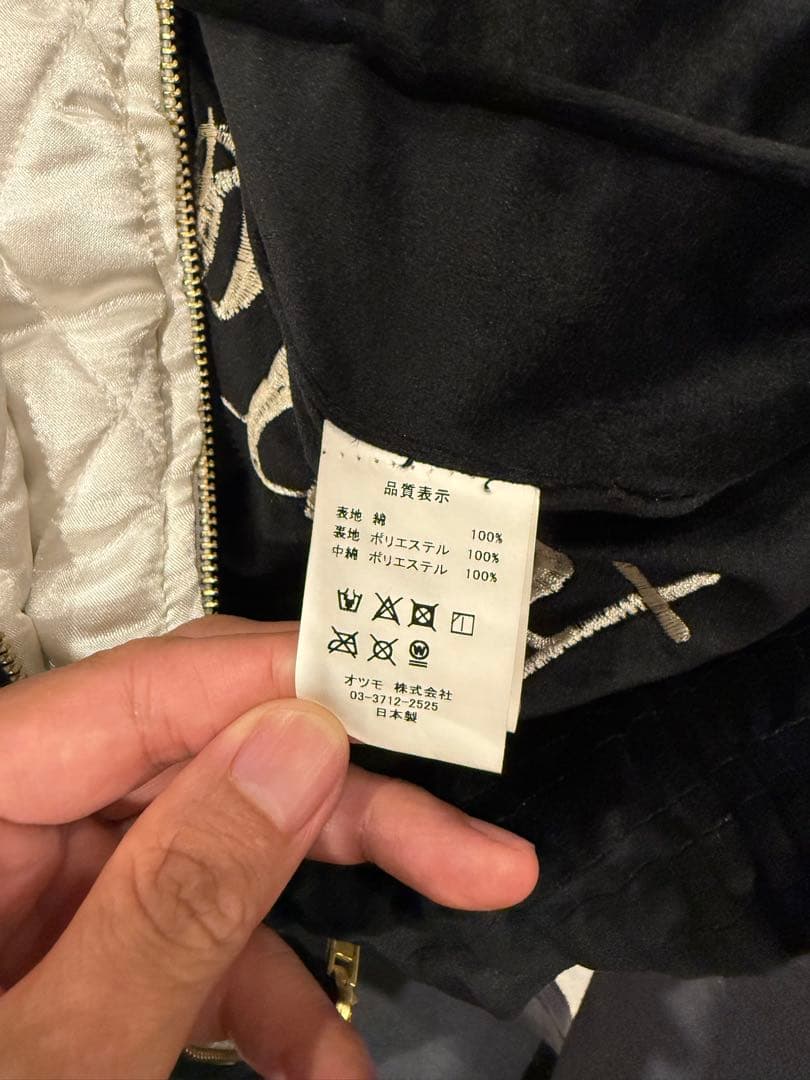 品質表示
表地 綿 100%
裏地 ポリエステル 100%
中綿 ポリエステル 100%
W
オツモ 株式会社
03-3712-2525
日本製